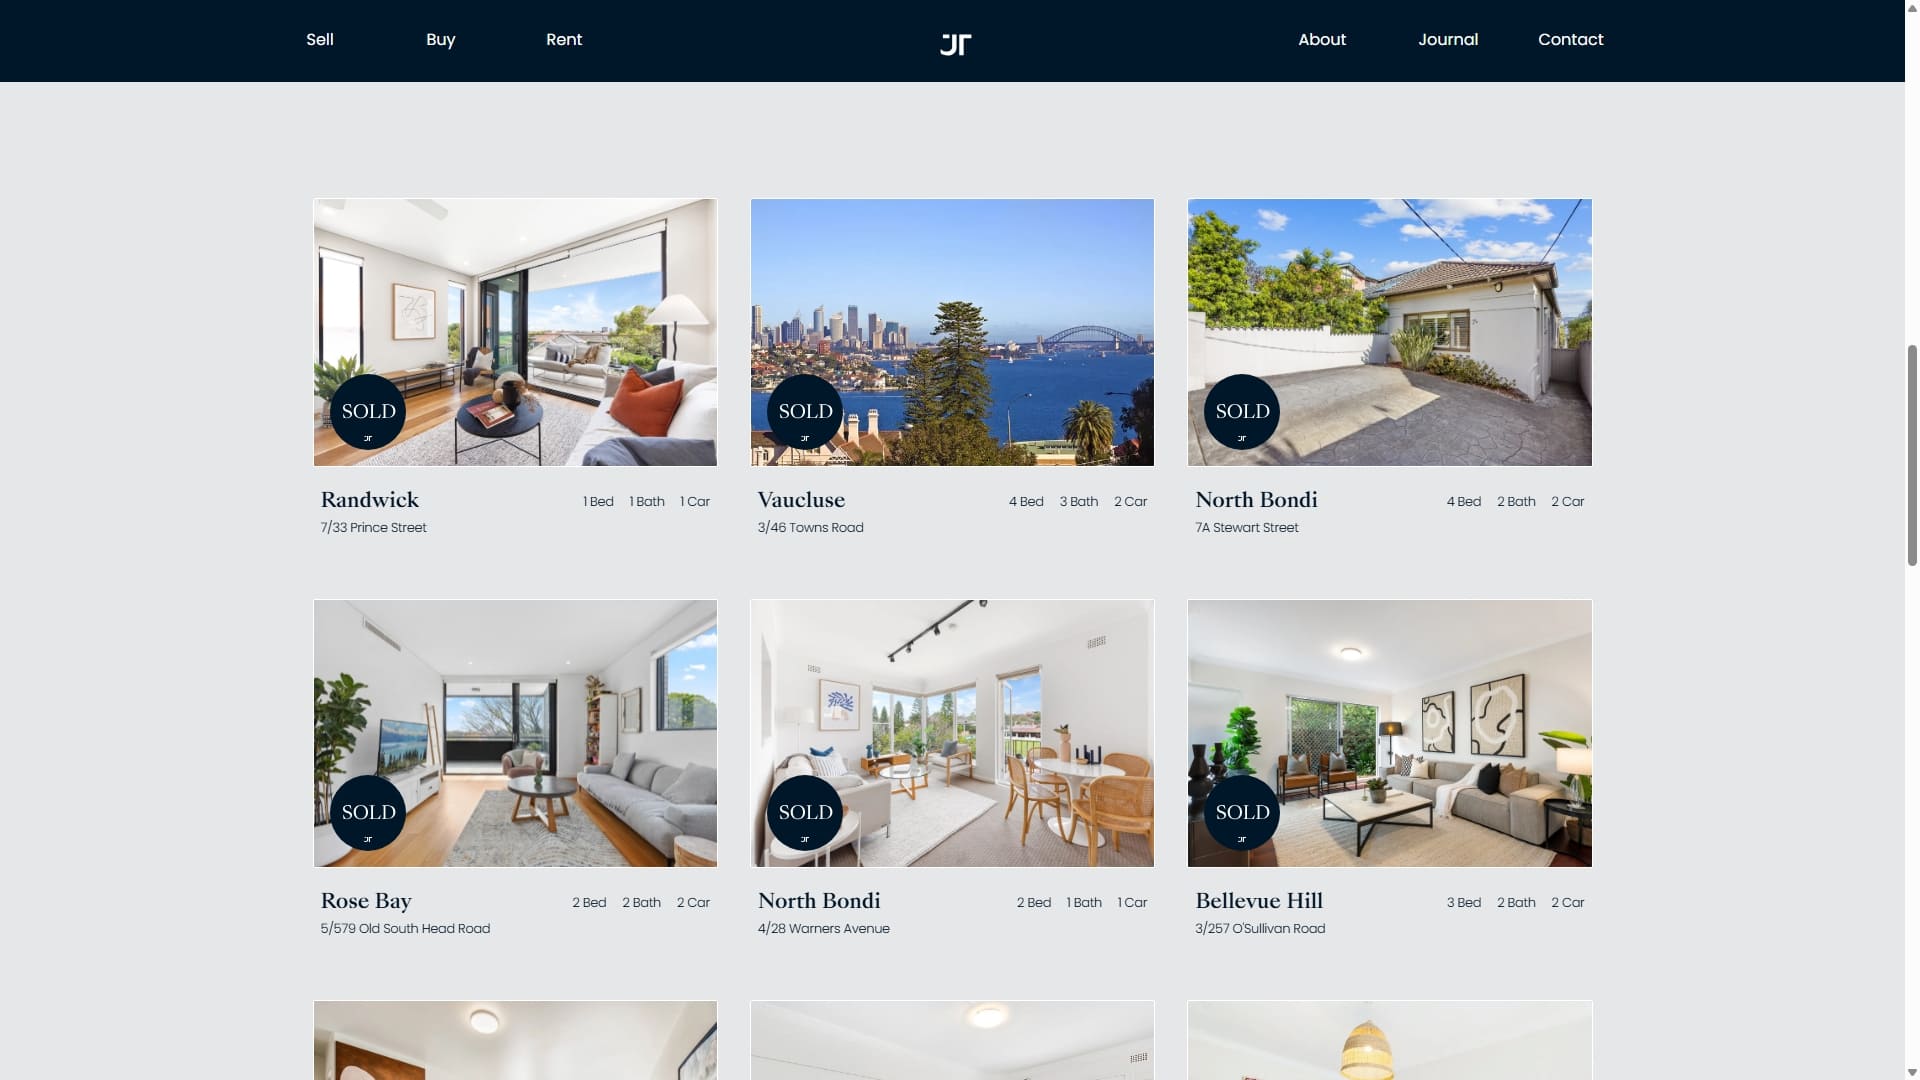 Sell Buy Rent JT About Journal Contact
SOLD SOLD SOLD
JT JT JT
Randwick 1 Bed 1 Bath 1 Car Vaucluse 4 Bed 3 Bath 2 Car North Bondi 4 Bed 2 Bath 2 Car
7/33 Prince Street 3/46 Towns Road 7A Stewart Street
SOLD SOLD SOLD
JT JT JT
Rose Bay 2 Bed 2 Bath 2 Car North Bondi 2 Bed 1 Bath 1 Car Bellevue Hill 3 Bed 2 Bath 2 Car
5/579 Old South Head Road 4/28 Warners Avenue 3/257 O'Sullivan Road